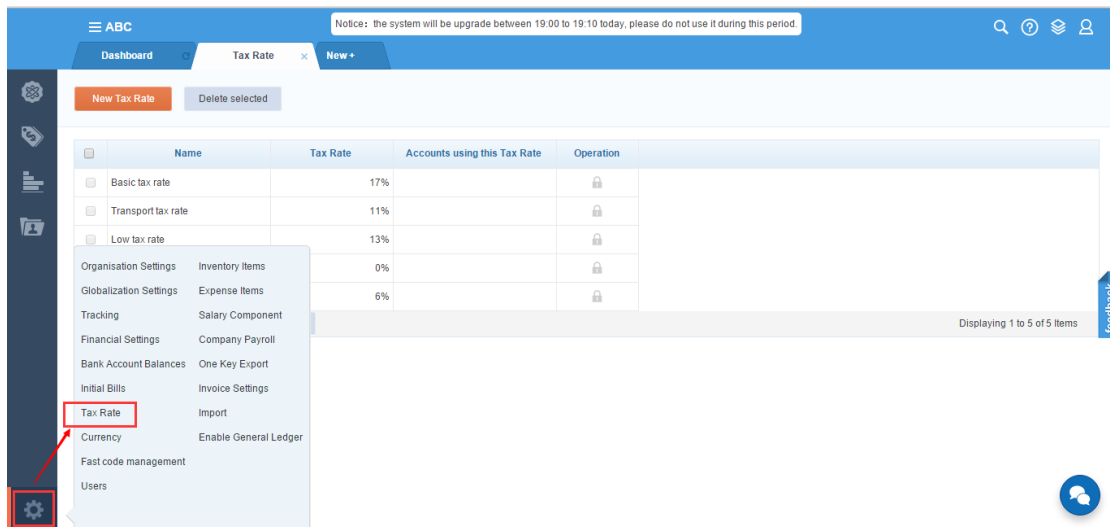 ABC
Notice: the system will be upgrade between 19:00 to 19:10 today, please do not use it during this period.
Dashboard
Tax Rate
New +
New Tax Rate
Delete selected
Name Tax Rate Accounts using this Tax Rate Operation
Basic tax rate 17%
Transport tax rate 11%
Low tax rate 13%
0%
6%
Displaying 1 to 5 of 5 Items
Organisation Settings Inventory Items
Globalization Settings Expense Items
Tracking Salary Component
Financial Settings Company Payroll
Bank Account Balances One Key Export
Initial Bills Invoice Settings
Tax Rate Import
Currency Enable General Ledger
Fast code management
Users
feedback